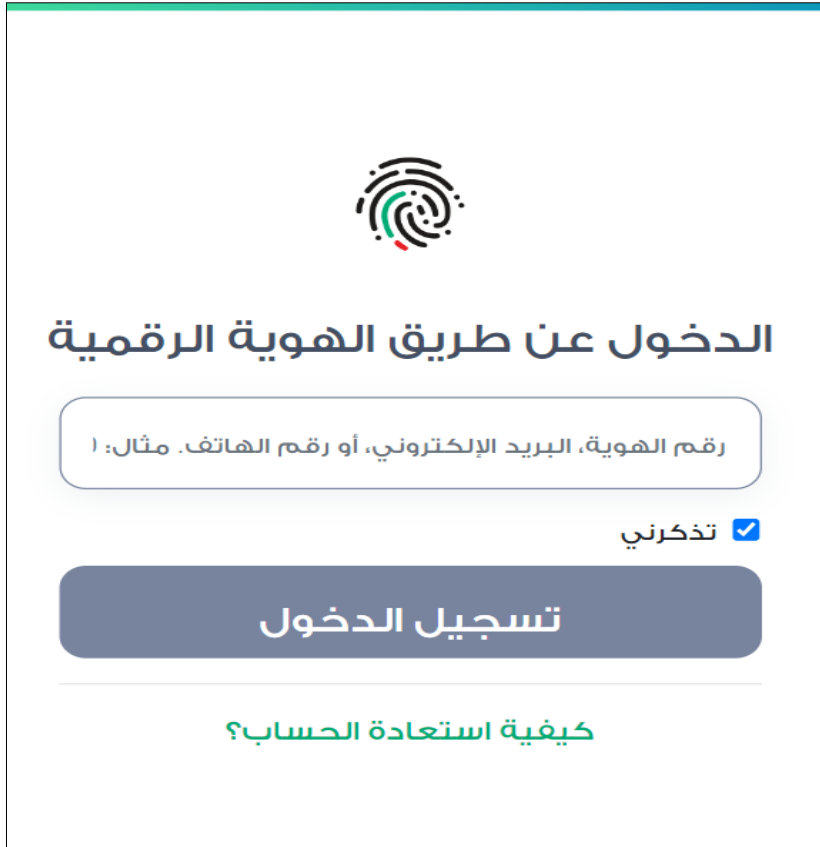 الدخول عن طريق الهوية الرقمية
رقم الهوية، البريد الإلكتروني، أو رقم الهاتف. مثال:
تذكرني
تسجيل الدخول
كيفية استعادة الحساب؟